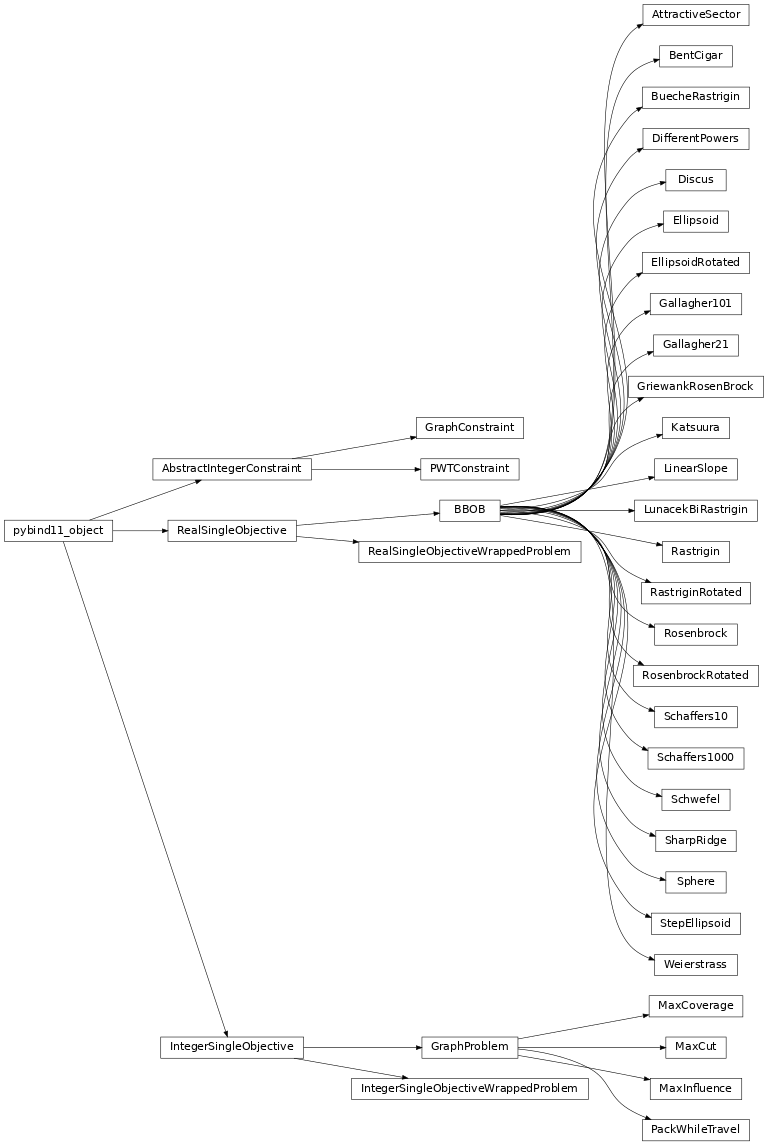 AttractiveSector
BentCigar
BuecheRastrigin
DifferentPowers
Discus
Ellipsoid
EllipsoidRotated
Gallagher101
Gallagher21
GriewankRosenBrock
Katsuura
GraphConstraint
AbstractIntegerConstraint
PWTConstraint
LinearSlope
BBOB
LunacekBiRastrigin
pybind11_object
RealSingleObjective
RealSingleObjectiveWrappedProblem
Rastrigin
RastriginRotated
Rosenbrock
RosenbrockRotated
Schaffers10
Schaffers1000
Schwefel
SharpRidge
Sphere
StepEllipsoid
Weierstrass
MaxCoverage
IntegerSingleObjective
GraphProblem
MaxCut
IntegerSingleObjectiveWrappedProblem
MaxInfluence
PackWhileTravel